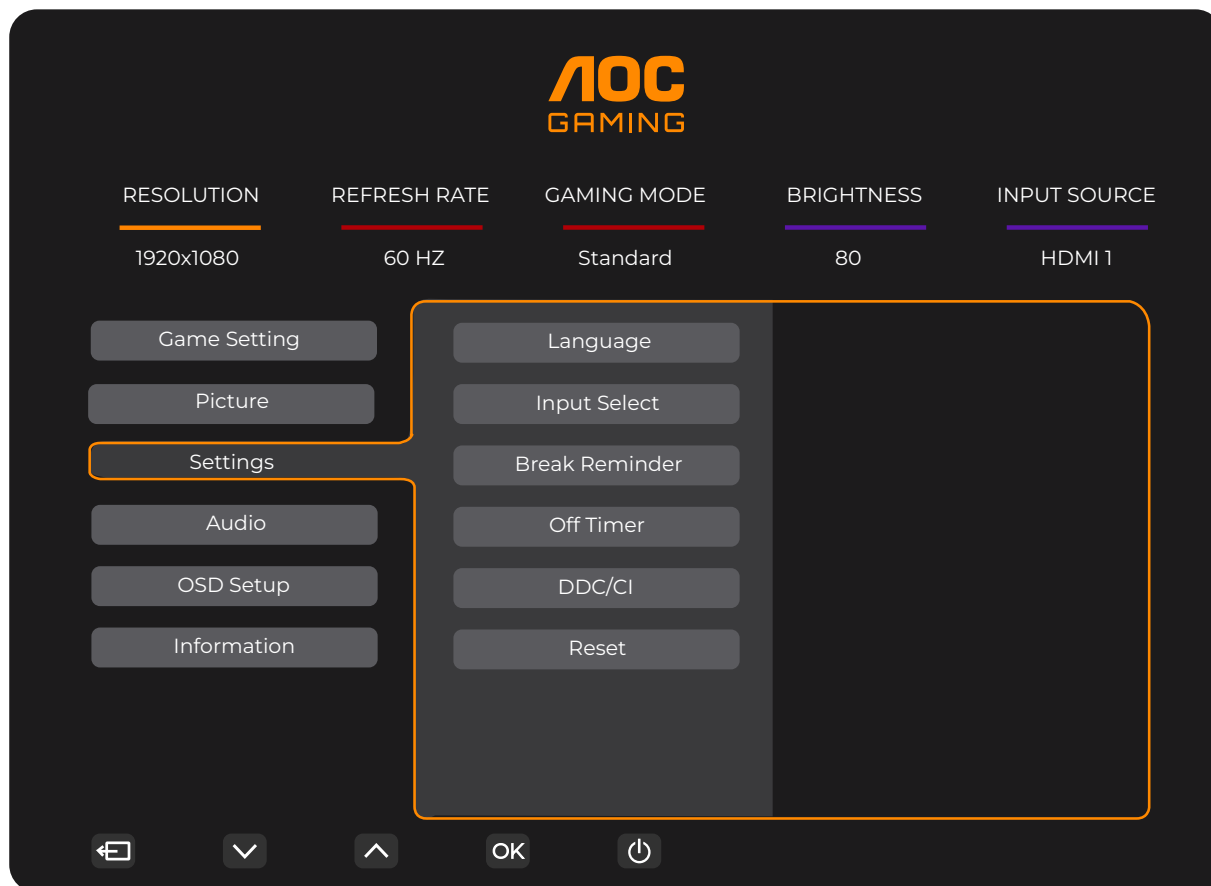 AOC
GAMING
RESOLUTION REFRESH RATE GAMING MODE BRIGHTNESS INPUT SOURCE
1920x1080 60 HZ Standard 80 HDMI 1
Game Setting Language
Picture Input Select
Settings Break Reminder
Audio Off Timer
OSD Setup DDC/CI
Information Reset
OK